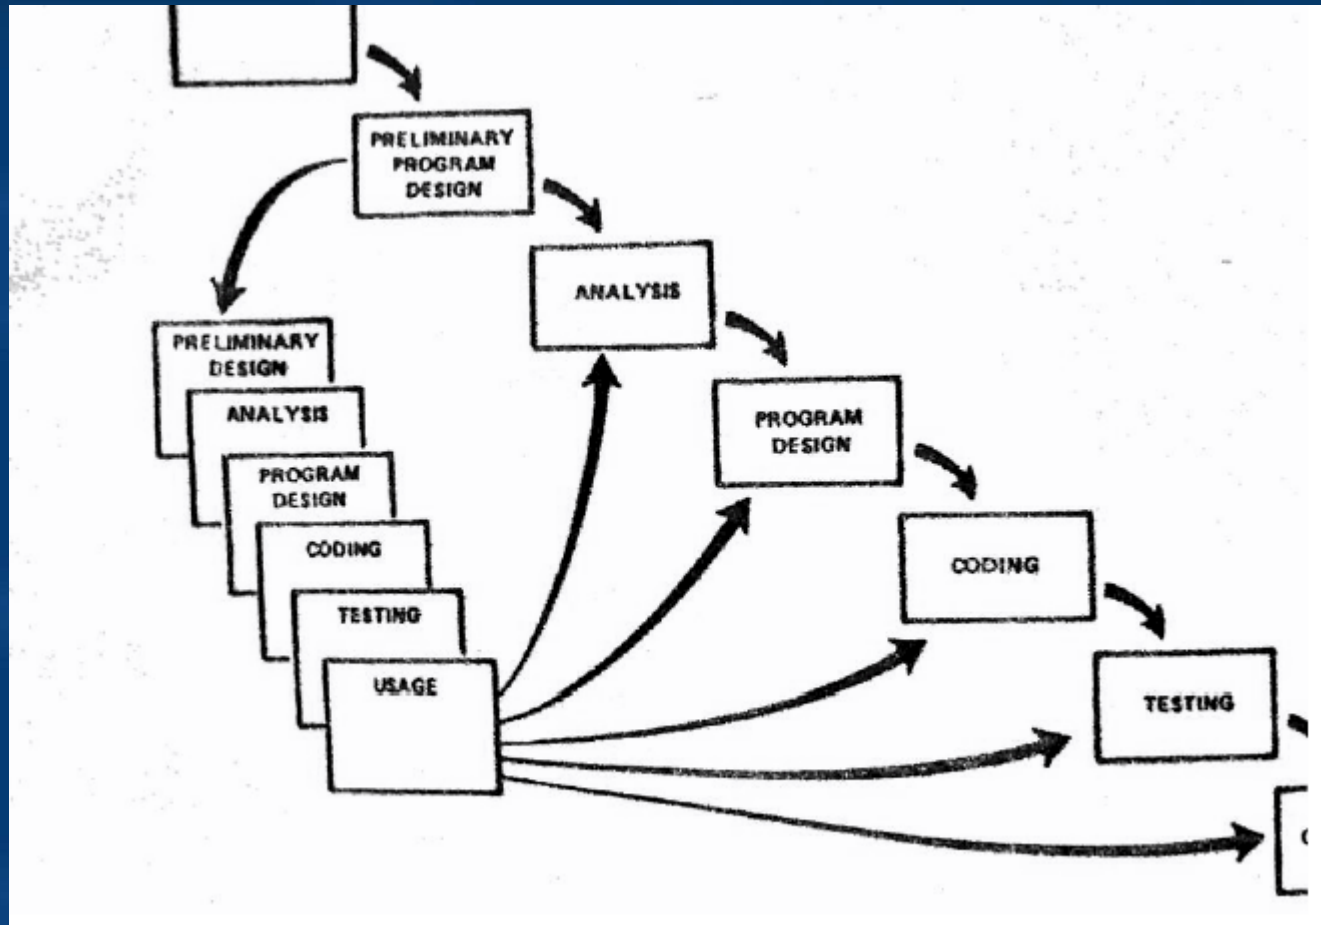 PRELIMINARY
PROGRAM
DESIGN
ANALYSIS
PROGRAM
DESIGN
CODING
TESTING
PRELIMINARY
DESIGN
ANALYSIS
PROGRAM
DESIGN
CODING
TESTING
USAGE